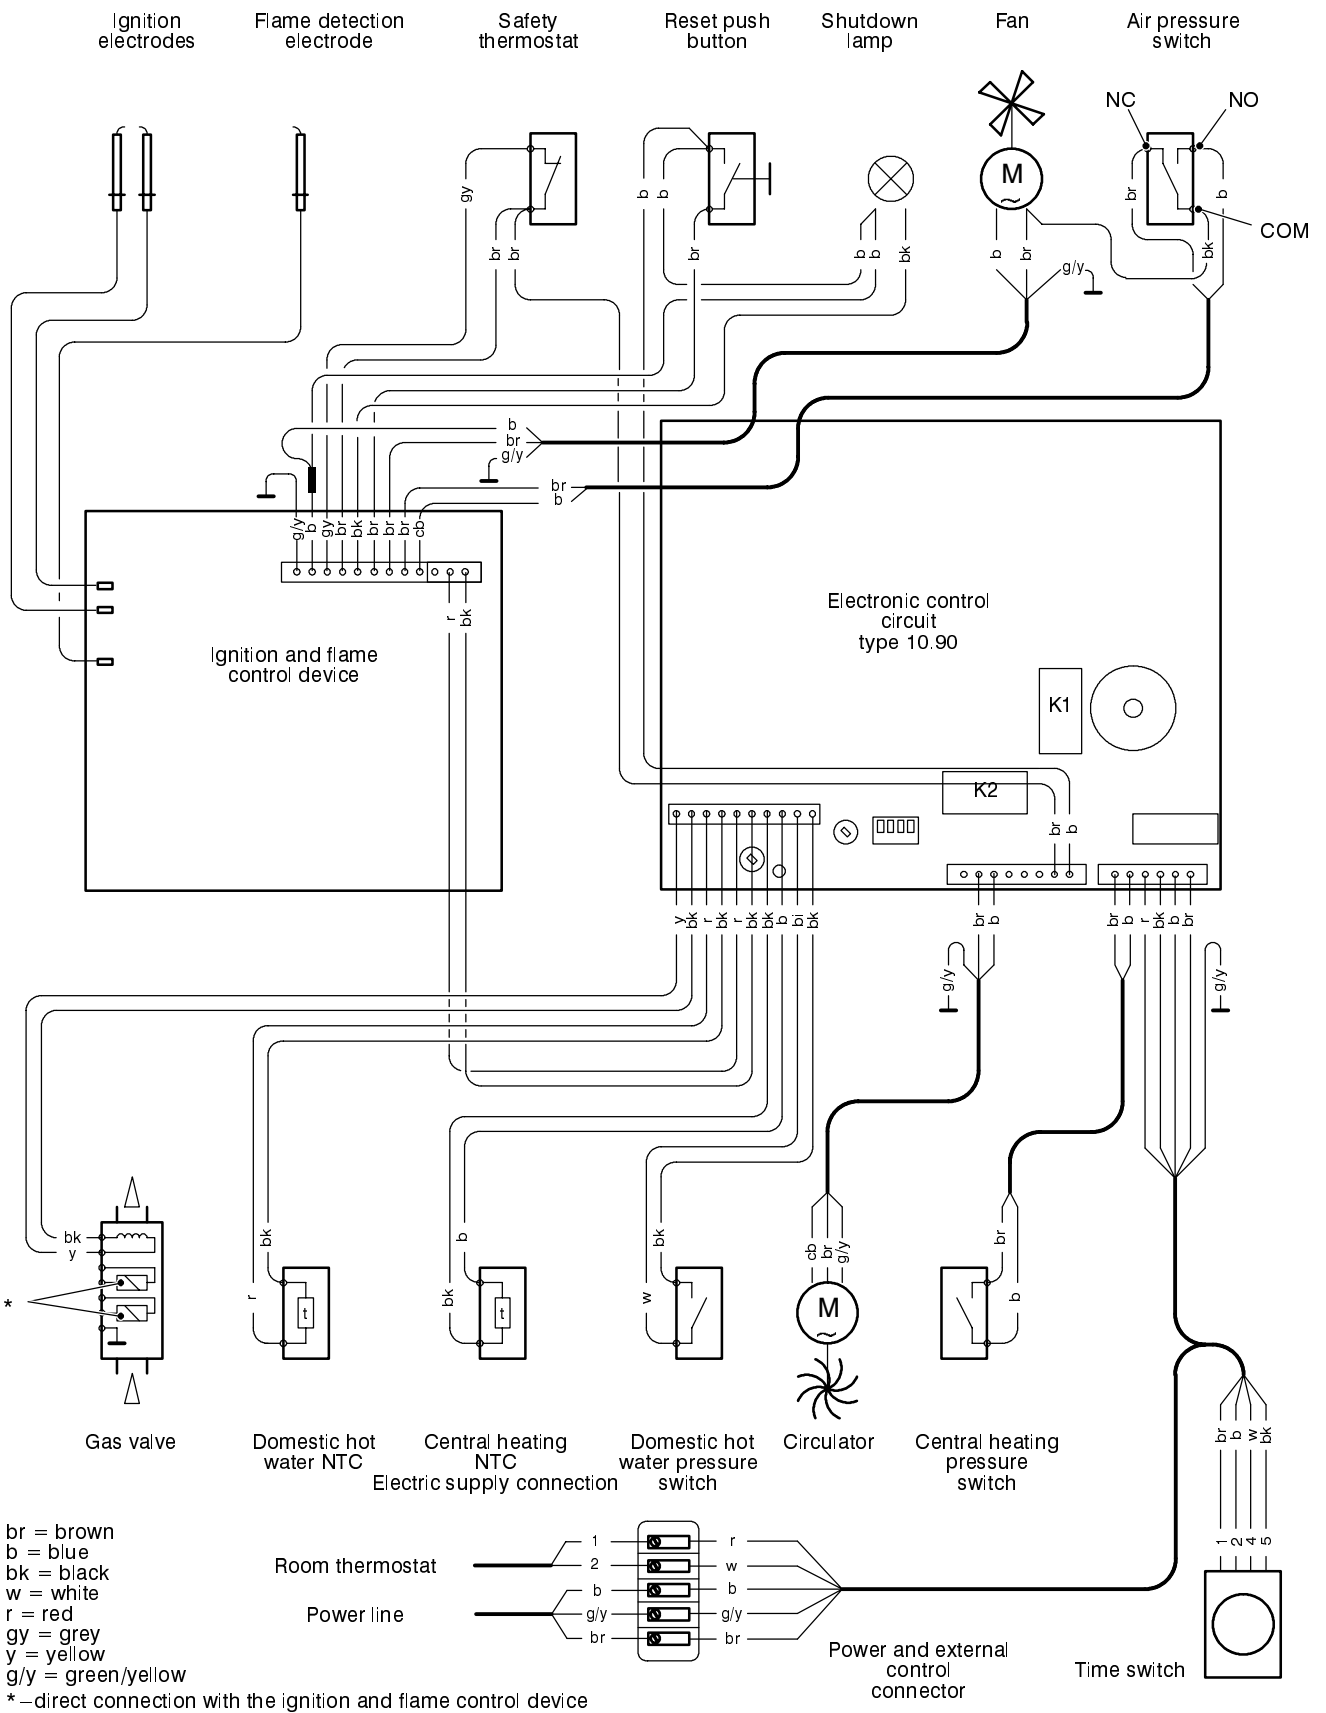 Ignition
electrodes
Flame detection
electrode
Safety
thermostat
Reset push
button
Shutdown
lamp
Fan
Air pressure
switch
NC
NO
COM
M
~
gy
br
br
b
b
br
b
b
bk
b
br
g/y
br
b
bk
b
br
g/y
br
b
g/y
b
gy
br
bk
br
br
br
cb
r
bk
Ignition and flame
control device
Electronic control
circuit
type 10.90
K1
K2
br
b
y
bk
r
bk
r
bk
bk
b
bi
bk
br
b
br
b
r
bk
b
br
g/y
g/y
bk
y
*
bk
r
t
b
bk
t
bk
w
cb
br
g/y
M
~
br
b
Gas valve
Domestic hot
water NTC
Central heating
NTC
Electric supply connection
Domestic hot
water pressure
switch
Circulator
Central heating
pressure
switch
br
b
w
bk
1
2
4
5
br = brown
b = blue
bk = black
w = white
r = red
gy = grey
y = yellow
g/y = green/yellow
* –direct connection with the ignition and flame control device
Room thermostat
Power line
1
2
b
g/y
br
r
w
b
g/y
br
Power and external
control
connector
Time switch